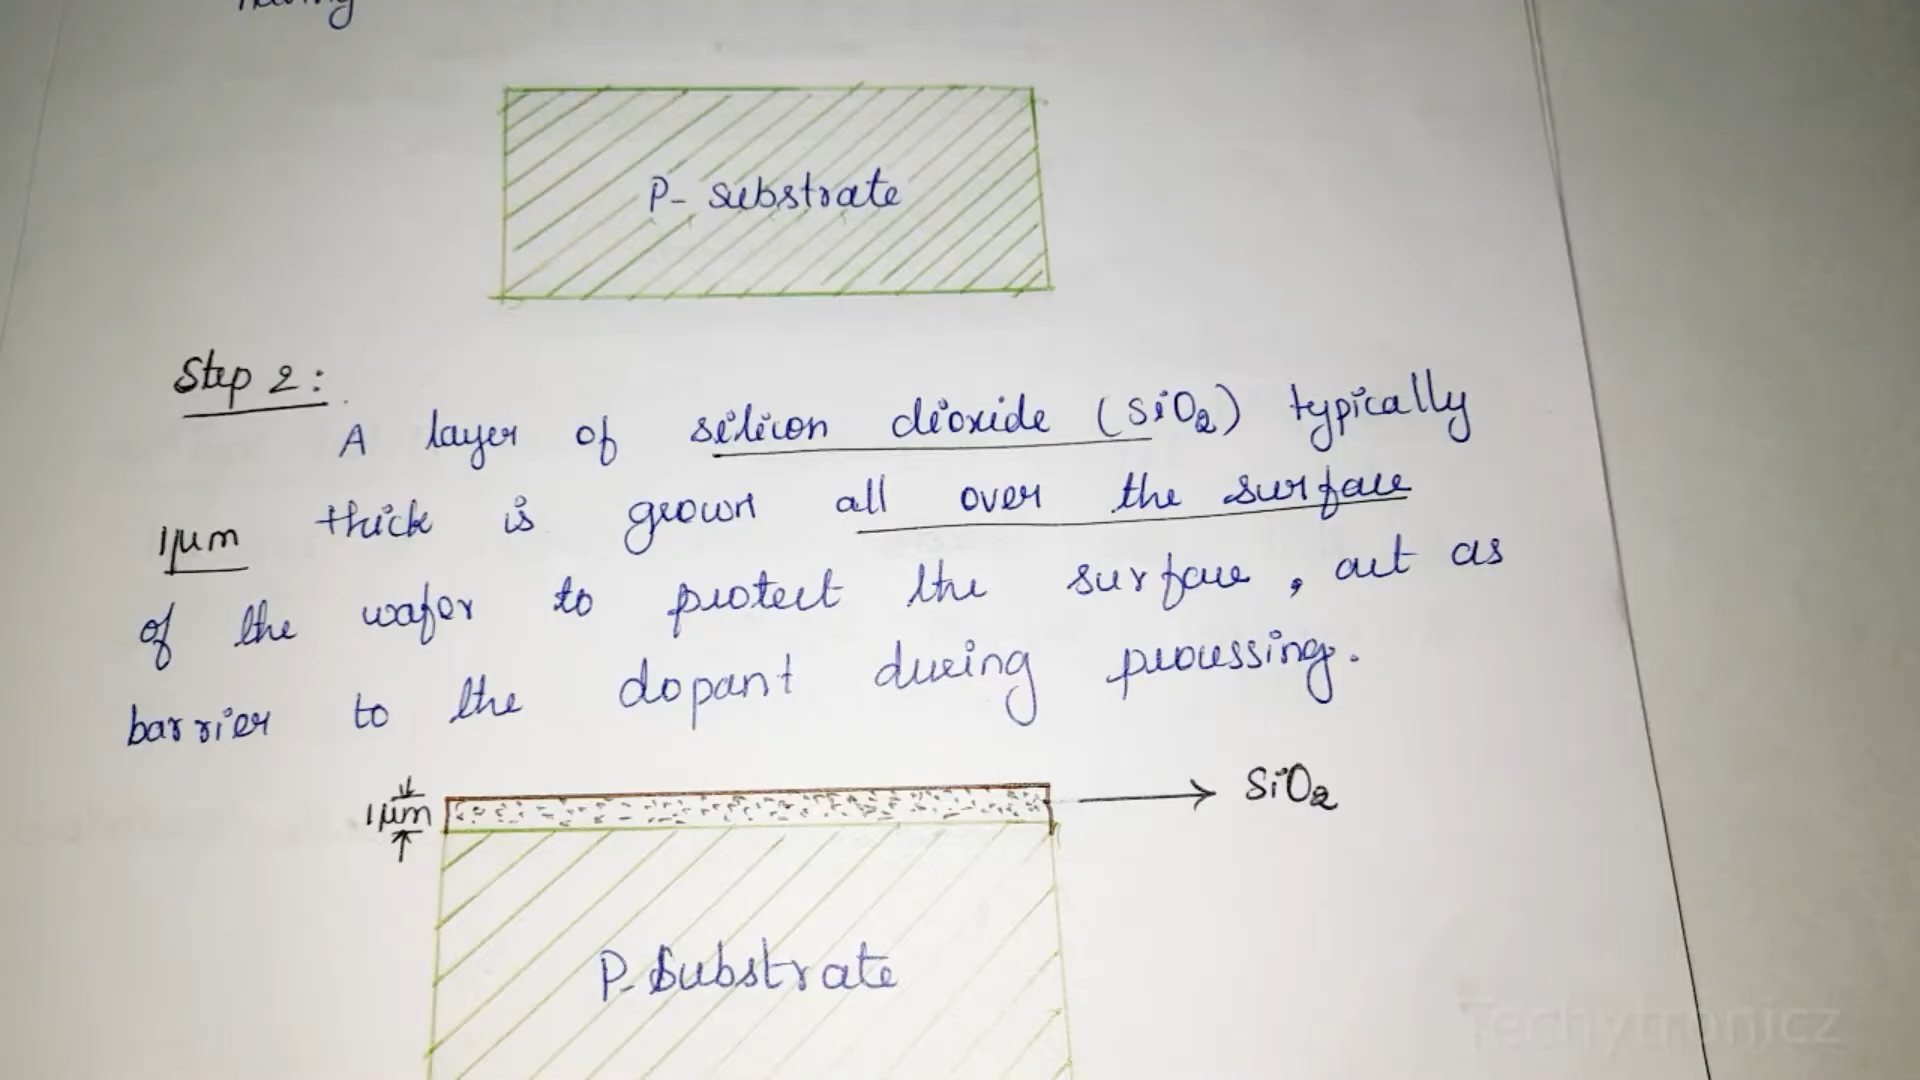 P- substrate
Step 2:
A layer of silicon dioxide (SiO2) typically
1μm thick is grown all over the surface
of the wafer to protect the surface, act as
barrier to the dopant during processing.
1μm
SiO2
P-Substrate
Techytronicz